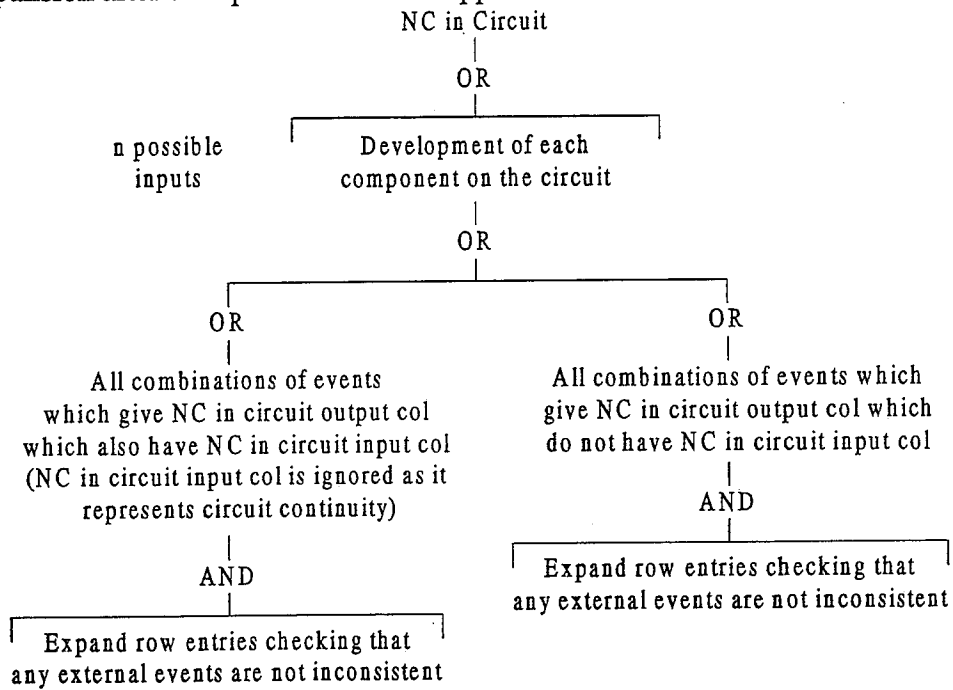 NC in Circuit
OR
n possible
inputs
Development of each
component on the circuit
OR
OR
All combinations of events
which give NC in circuit output col
which also have NC in circuit input col
(NC in circuit input col is ignored as it
represents circuit continuity)
AND
Expand row entries checking that
any external events are not inconsistent
OR
All combinations of events which
give NC in circuit output col which
do not have NC in circuit input col
AND
Expand row entries checking that
any external events are not inconsistent